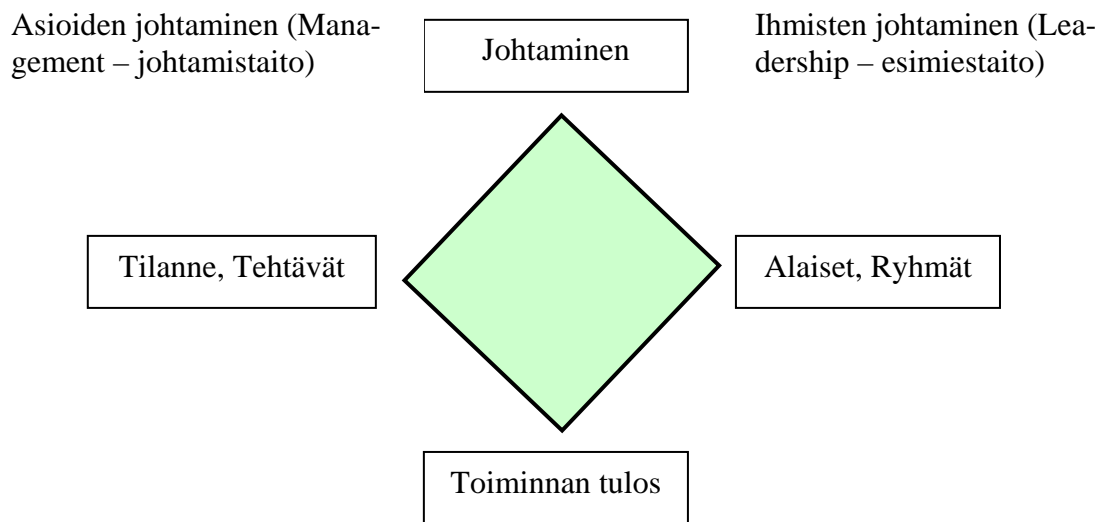 Asioiden johtaminen (Mana-
gement – johtamistaito)
Johtaminen
Ihmisten johtaminen (Lea-
dership – esimiestaito)
Tilanne, Tehtävät
Alaiset, Ryhmät
Toiminnan tulos